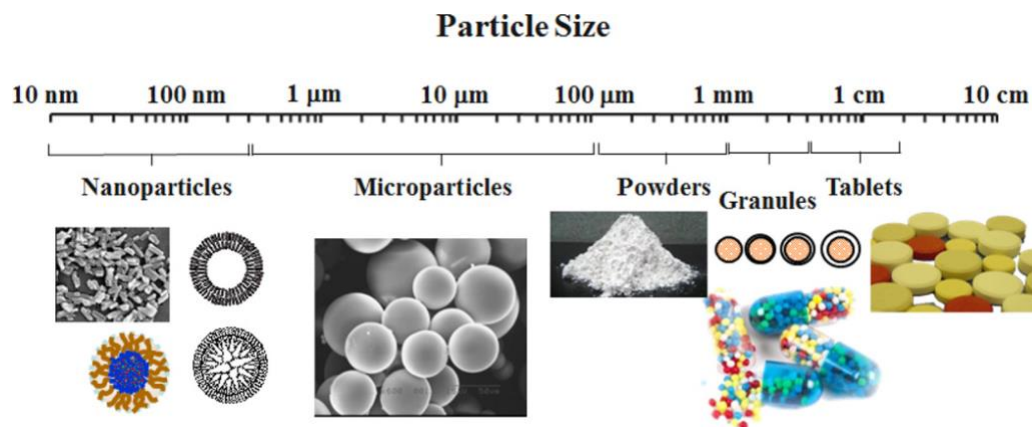 Particle Size
10 nm 100 nm 1 μm 10 μm 100 μm 1 mm 1 cm 10 cm
Nanoparticles Microparticles Powders Granules Tablets